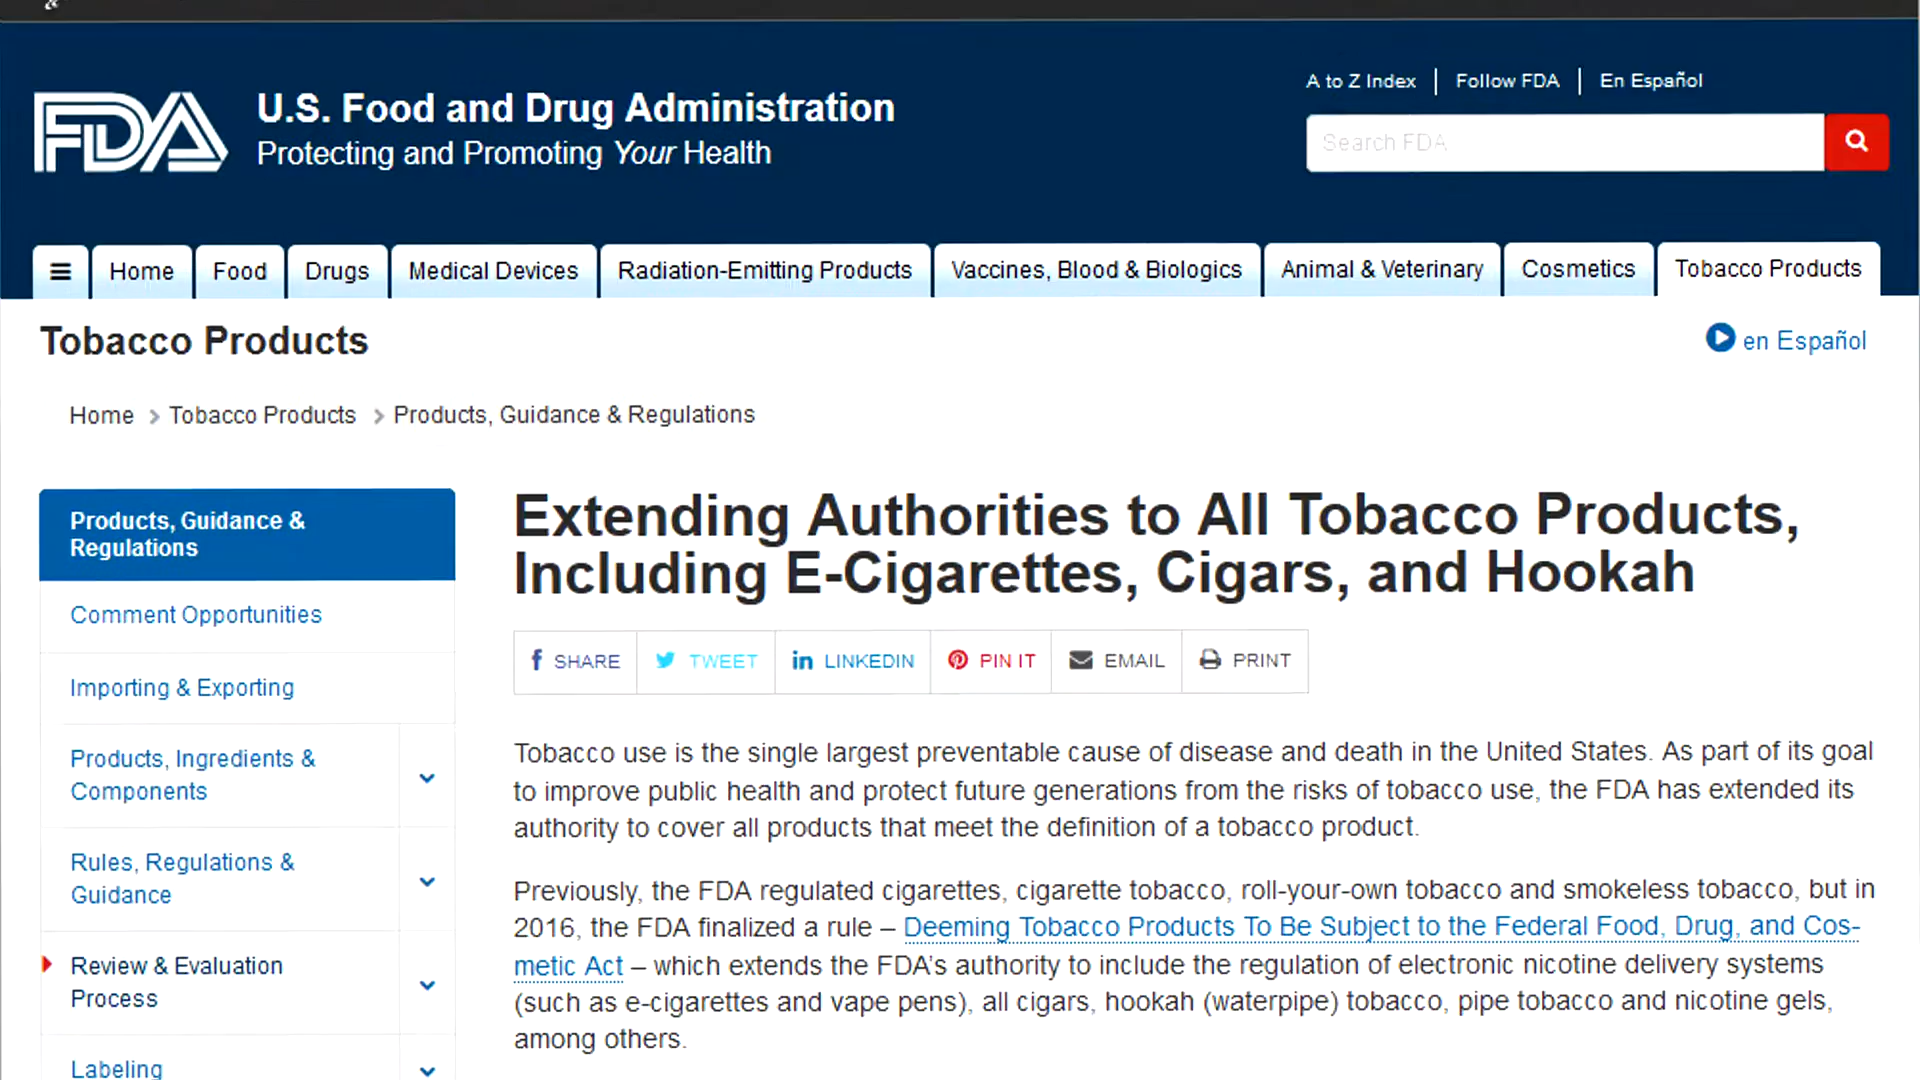 FDA
U.S. Food and Drug Administration
Protecting and Promoting Your Health
A to Z Index
Follow FDA
En Español
Search FDA
Home
Food
Drugs
Medical Devices
Radiation-Emitting Products
Vaccines, Blood & Biologics
Animal & Veterinary
Cosmetics
Tobacco Products
Tobacco Products
en Español
Home
Tobacco Products
Products, Guidance & Regulations
Products, Guidance &
Regulations
Comment Opportunities
Importing & Exporting
Products, Ingredients &
Components
Rules, Regulations &
Guidance
Review & Evaluation
Process
Labeling
Extending Authorities to All Tobacco Products,
Including E-Cigarettes, Cigars, and Hookah
SHARE
TWEET
LINKEDIN
PIN IT
EMAIL
PRINT
Tobacco use is the single largest preventable cause of disease and death in the United States. As part of its goal
to improve public health and protect future generations from the risks of tobacco use, the FDA has extended its
authority to cover all products that meet the definition of a tobacco product.
Previously, the FDA regulated cigarettes, cigarette tobacco, roll-your-own tobacco and smokeless tobacco, but in
2016, the FDA finalized a rule – Deeming Tobacco Products To Be Subject to the Federal Food, Drug, and Cos-
metic Act – which extends the FDA's authority to include the regulation of electronic nicotine delivery systems
(such as e-cigarettes and vape pens), all cigars, hookah (waterpipe) tobacco, pipe tobacco and nicotine gels,
among others.